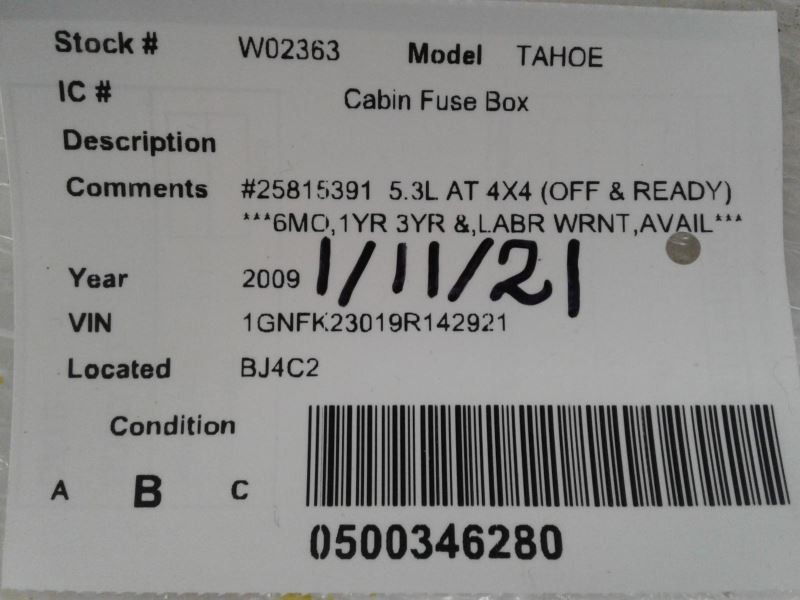 Stock # W02363 Model TAHOE
IC # Cabin Fuse Box
Description
Comments #25815391 5.3L AT 4X4 (OFF & READY)
***6MO,1YR 3YR &,LABR WRNT,AVAIL***
Year 2009 1/11/21
VIN 1GNFK23019R142921
Located BJ4C2
Condition
A B C
0500346280